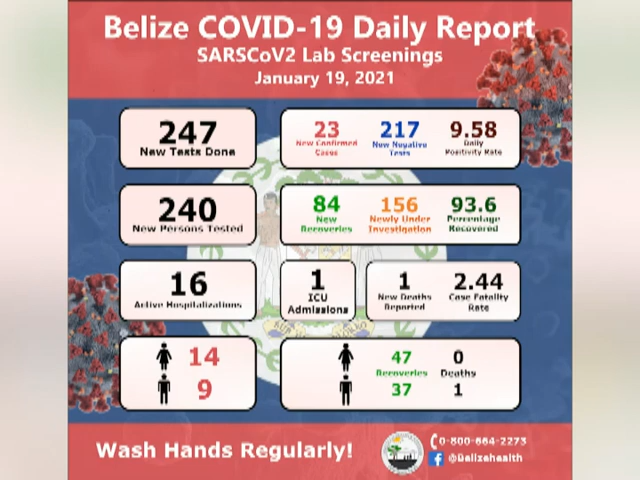 Belize COVID-19 Daily Report
SARSCoV2 Lab Screenings
January 19, 2021
247
New Tests Done
23
New Confirmed
Cases
217
New Negative
Tests
9.58
Daily
Positivity Rate
240
New Persons Tested
84
New
Recoveries
156
Newly Under
Investigation
93.6
Percentage
Recovered
16
Active Hospitalizations
1
ICU
Admissions
1
New Deaths
Reported
2.44
Case Fatality
Rate
14
9
47
Recoveries
37
0
Deaths
1
Wash Hands Regularly!
0-800-664-2273
@Belizehealth